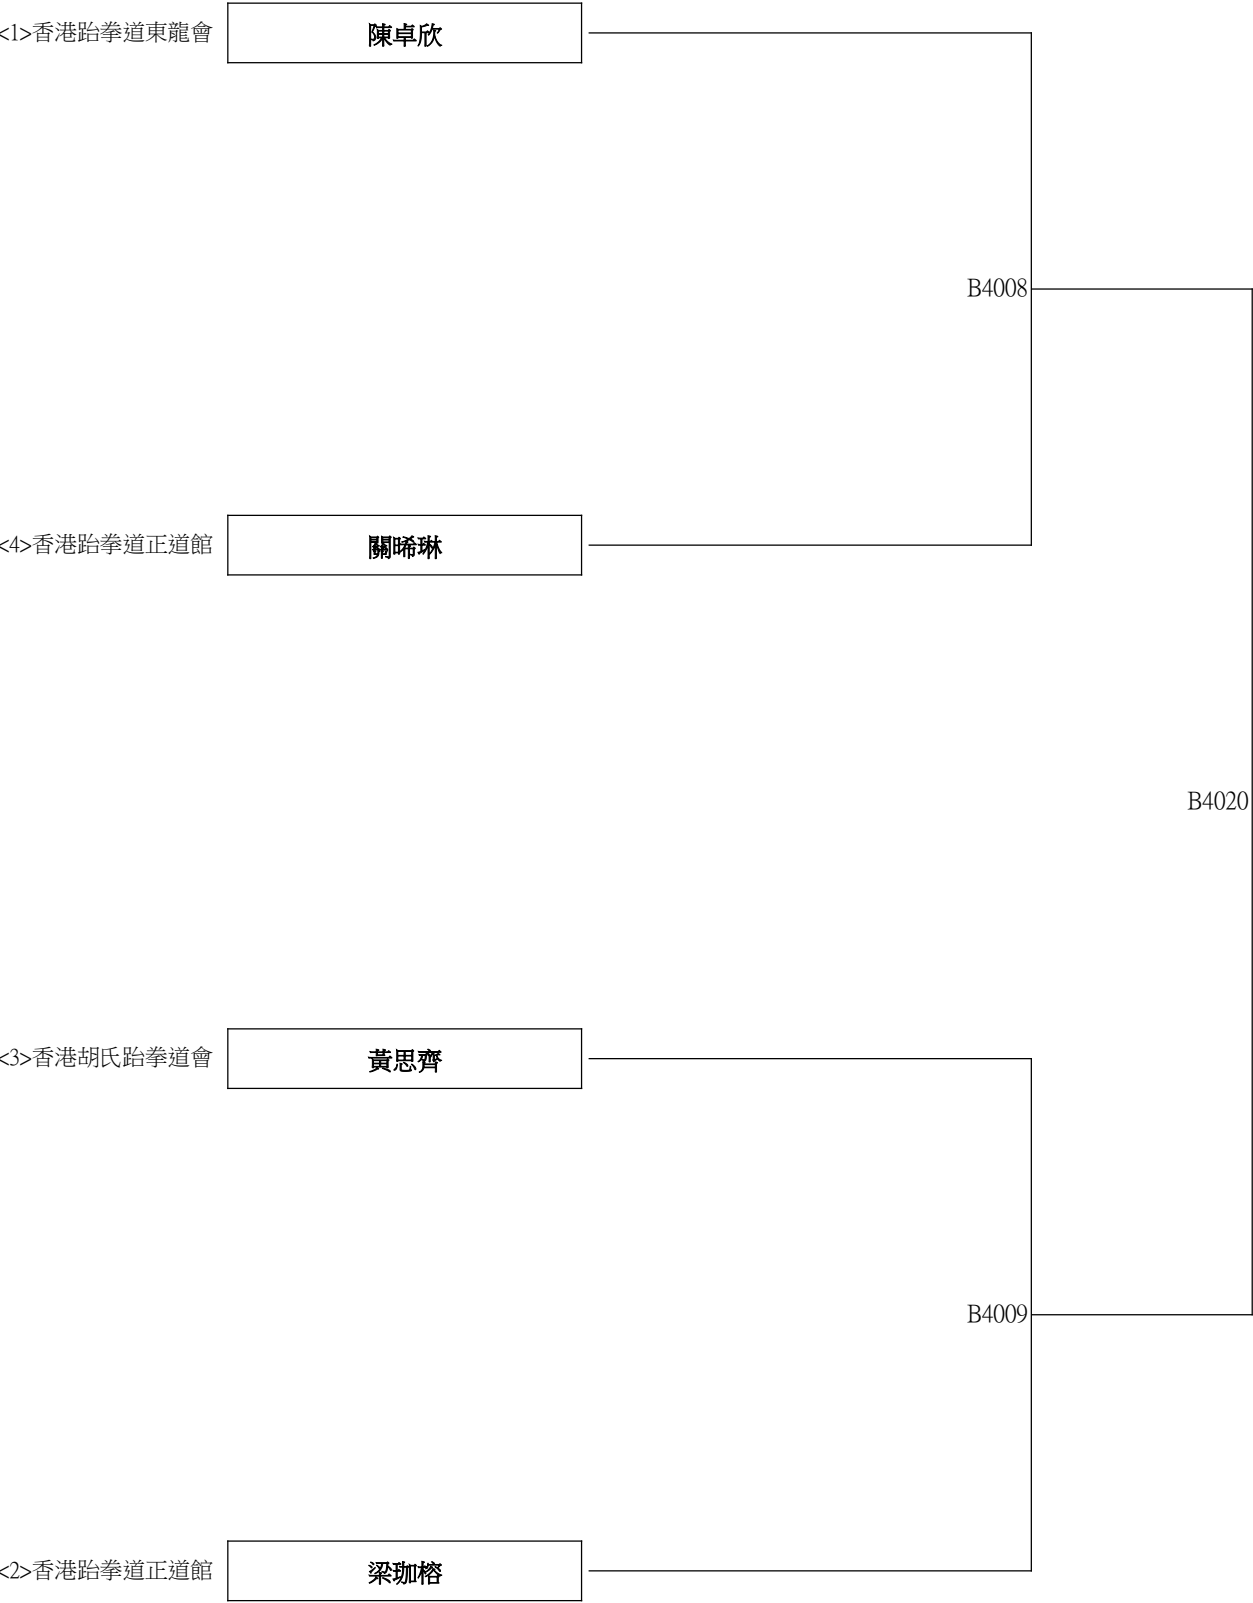 <1>香港跆拳道東龍會 陳卓欣
B4008
<4>香港跆拳道正道館 關晞琳
B4020
<3>香港胡氏跆拳道會 黃思齊
B4009
<2>香港跆拳道正道館 梁珈榕